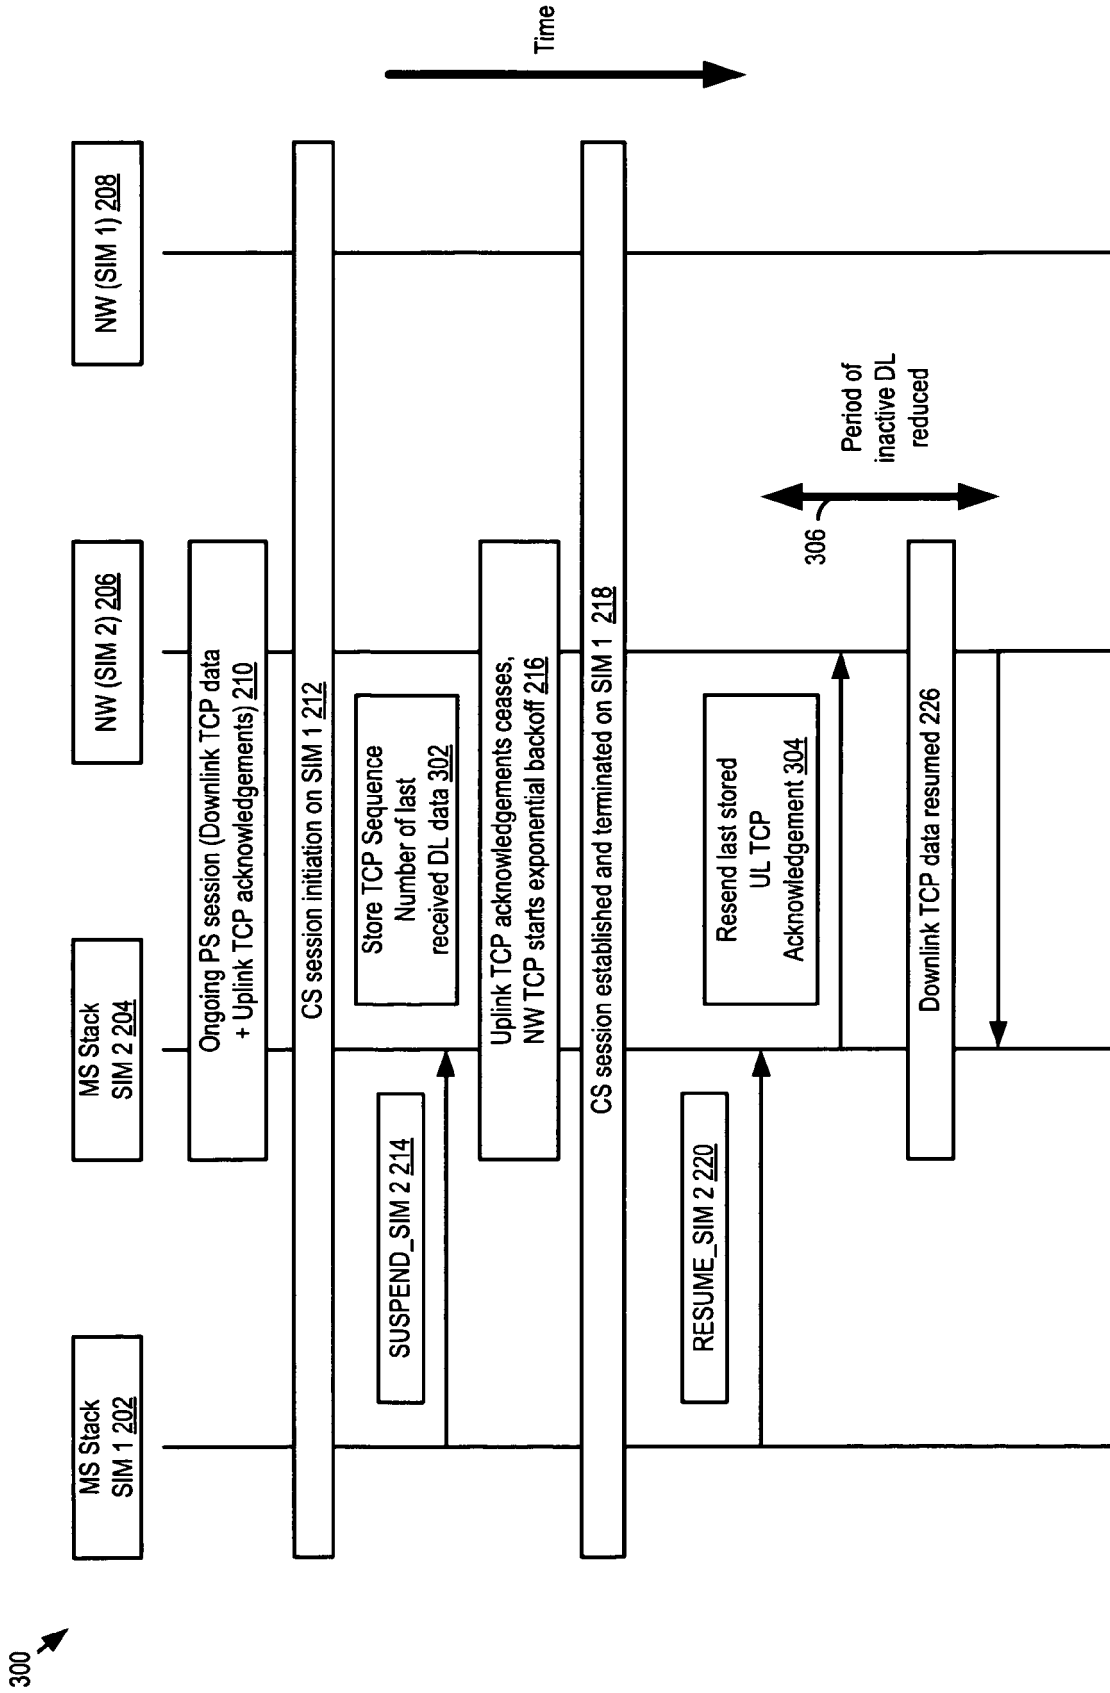 300
MS Stack
SIM 1 202
MS Stack
SIM 2 204
NW (SIM 2) 206
NW (SIM 1) 208
Ongoing PS session (Downlink TCP data
+ Uplink TCP acknowledgements) 210
CS session initiation on SIM 1 212
Time
SUSPEND_SIM 2 214
Store TCP Sequence
Number of last
received DL data 302
Uplink TCP acknowledgements ceases,
NW TCP starts exponential backoff 216
CS session established and terminated on SIM 1 218
RESUME_SIM 2 220
Resend last stored
UL TCP
Acknowledgement 304
306
Period of
inactive DL
reduced
Downlink TCP data resumed 226